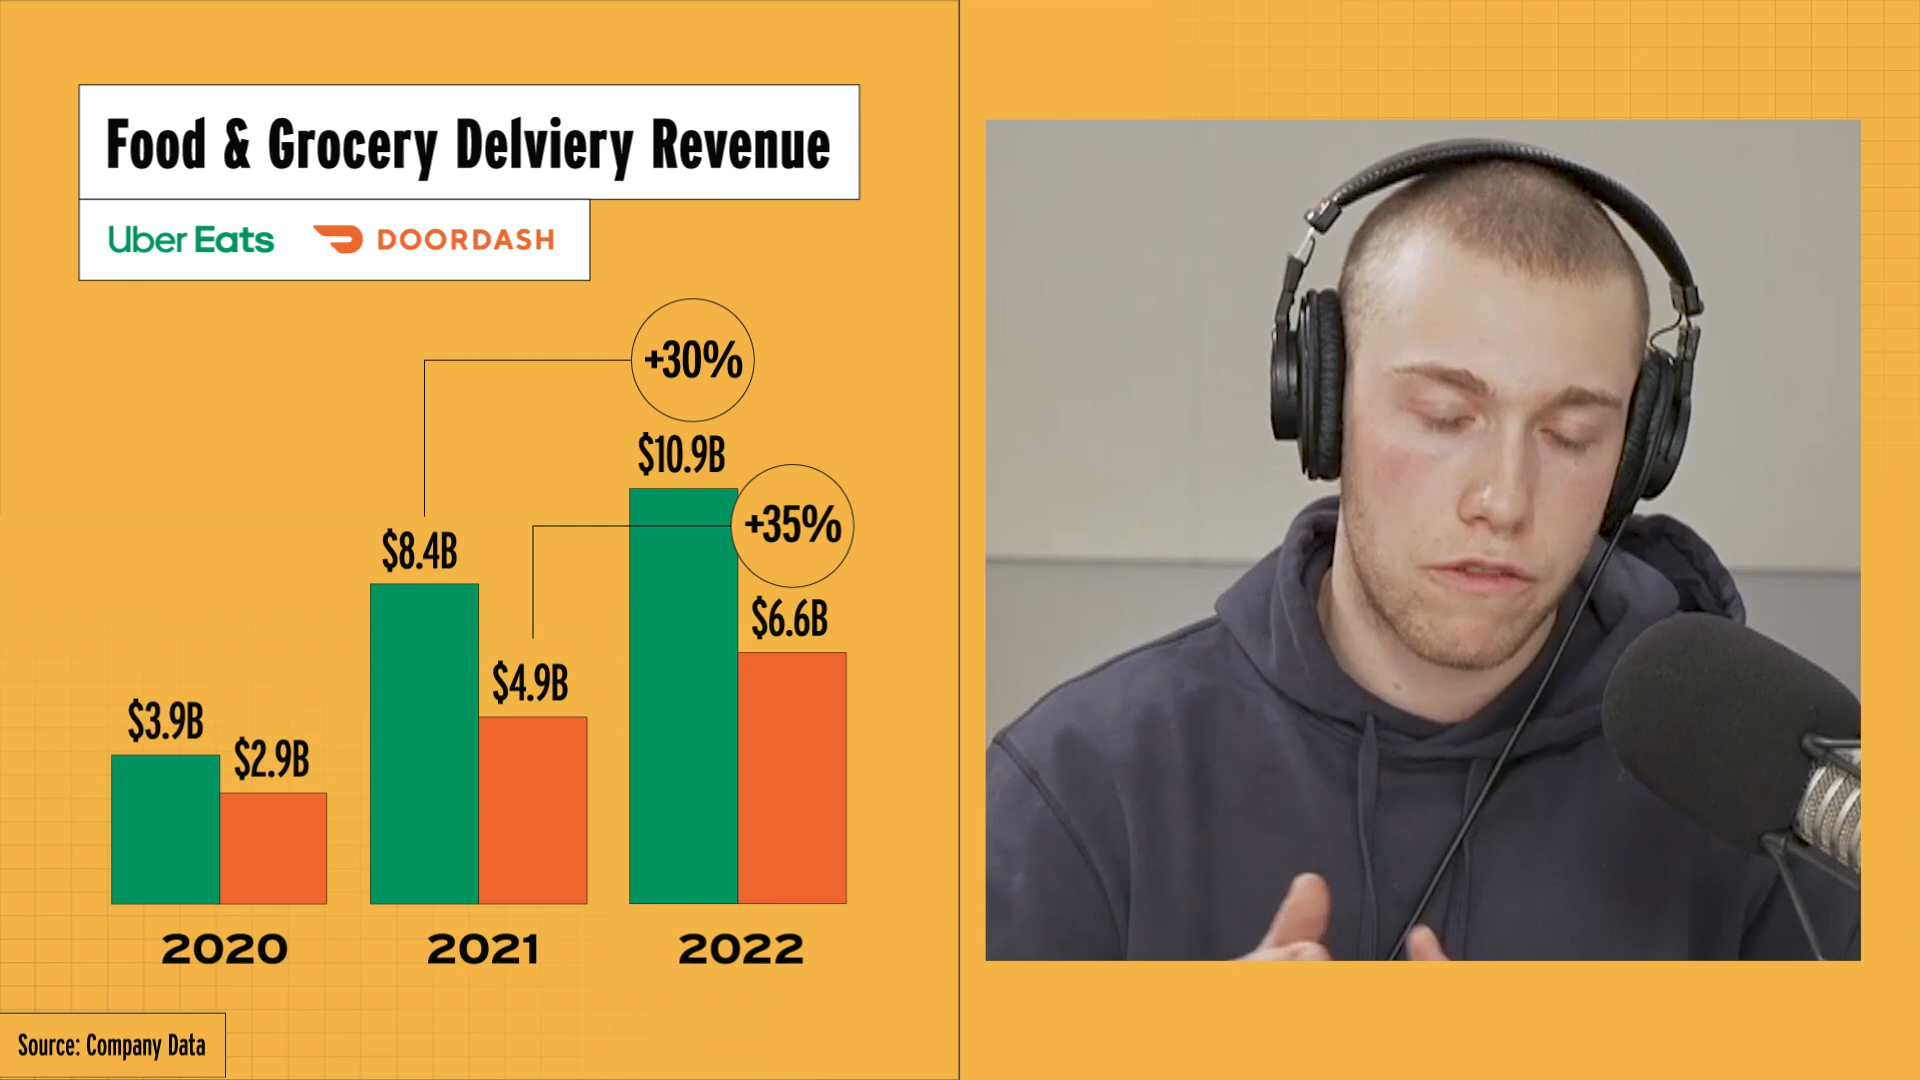 Food & Grocery Delviery Revenue
Uber Eats DOORDASH
+30%
$10.9B
+35%
$8.4B
$6.6B
$4.9B
$3.9B
$2.9B
2020 2021 2022
Source: Company Data